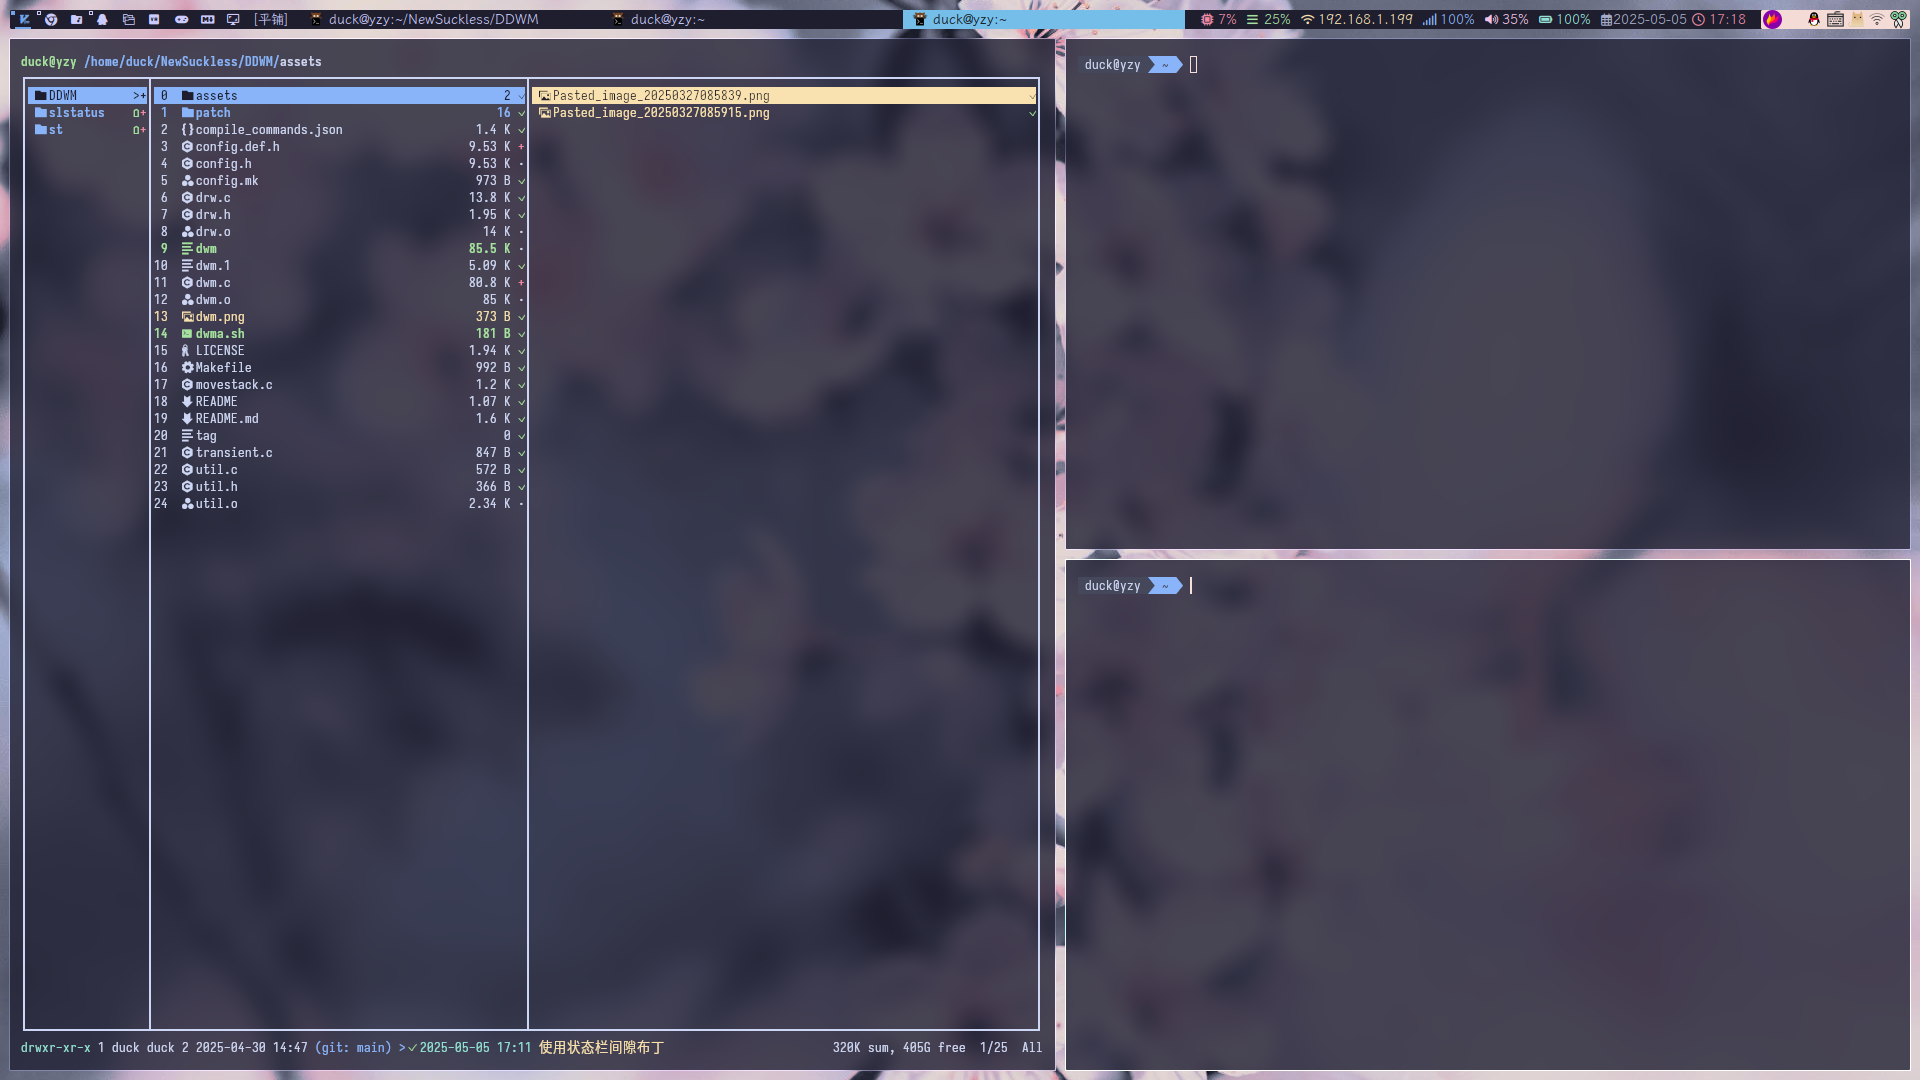 [平铺] duck@yzy:~/NewSuckless/DDWM duck@yzy:~ duck@yzy:~ 7% 25% 192.168.1.199 100% 35% 100% 2025-05-05 17:18
duck@yzy /home/duck/NewSuckless/DDWM/assets
DDWM >+
slstatus +
st +
0 assets 2 ✓
1 patch 16 ✓
2 {}compile_commands.json 1.4 K ✓
3 config.def.h 9.53 K +
4 config.h 9.53 K ·
5 config.mk 973 B ✓
6 drw.c 13.8 K ✓
7 drw.h 1.95 K ✓
8 drw.o 14 K ·
9 dwm 85.5 K ·
10 dwm.1 5.09 K ✓
11 dwm.c 80.8 K +
12 dwm.o 85 K ·
13 dwm.png 373 B ✓
14 dwma.sh 181 B ✓
15 LICENSE 1.94 K ✓
16 Makefile 992 B ✓
17 movestack.c 1.2 K ✓
18 README 1.07 K ✓
19 README.md 1.6 K ✓
20 tag 0 ✓
21 transient.c 847 B ✓
22 util.c 572 B ✓
23 util.h 366 B ✓
24 util.o 2.34 K ·
Pasted_image_20250327085839.png ✓
Pasted_image_20250327085915.png ✓
drwxr-xr-x 1 duck duck 2 2025-04-30 14:47 (git: main) >✓2025-05-05 17:11 使用状态栏间隙布丁 320K sum, 405G free 1/25 All
duck@yzy ~
duck@yzy ~